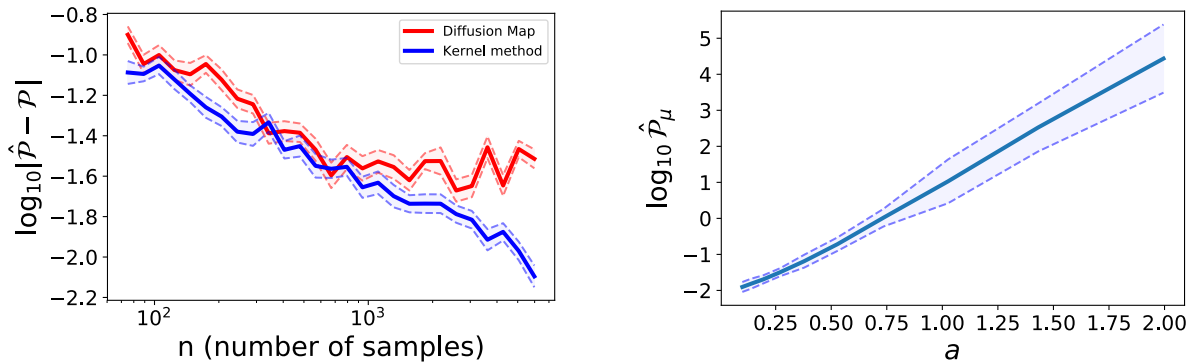 log₁₀|𝒫̂ − 𝒫|
−0.8
−1.0
−1.2
−1.4
−1.6
−1.8
−2.0
−2.2
10²
10³
n (number of samples)
Diffusion Map
Kernel method
log₁₀ 𝒫̂_μ
5
4
3
2
1
0
−1
−2
0.25 0.50 0.75 1.00 1.25 1.50 1.75 2.00
a